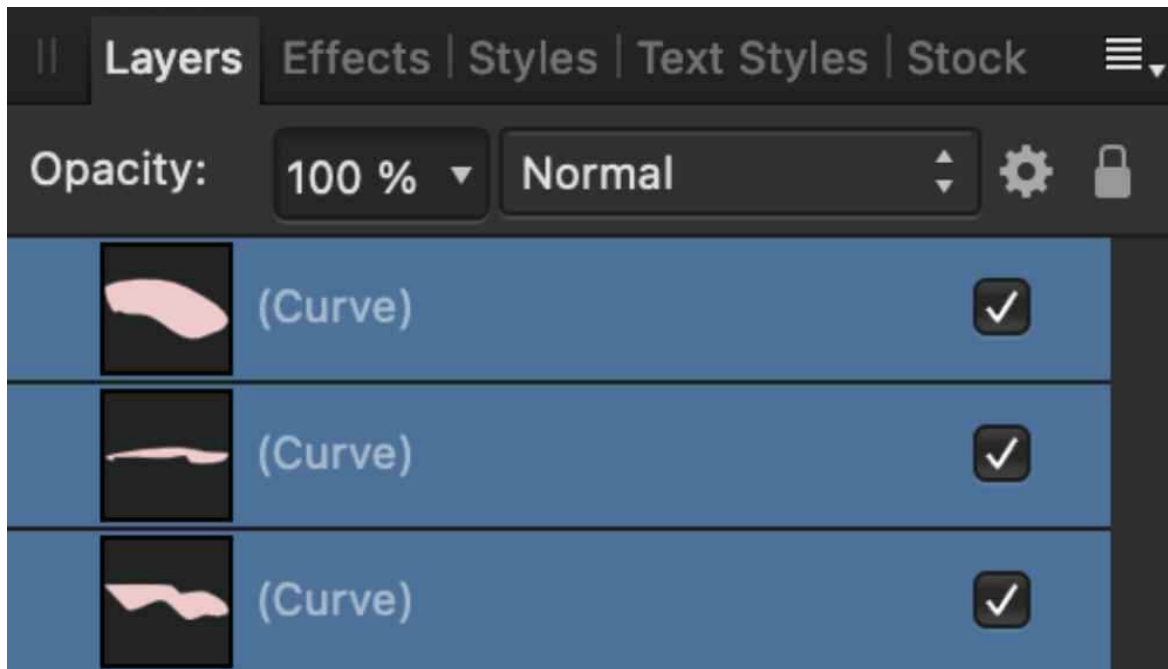 Layers Effects | Styles | Text Styles | Stock
Opacity: 100 % Normal
(Curve)
(Curve)
(Curve)